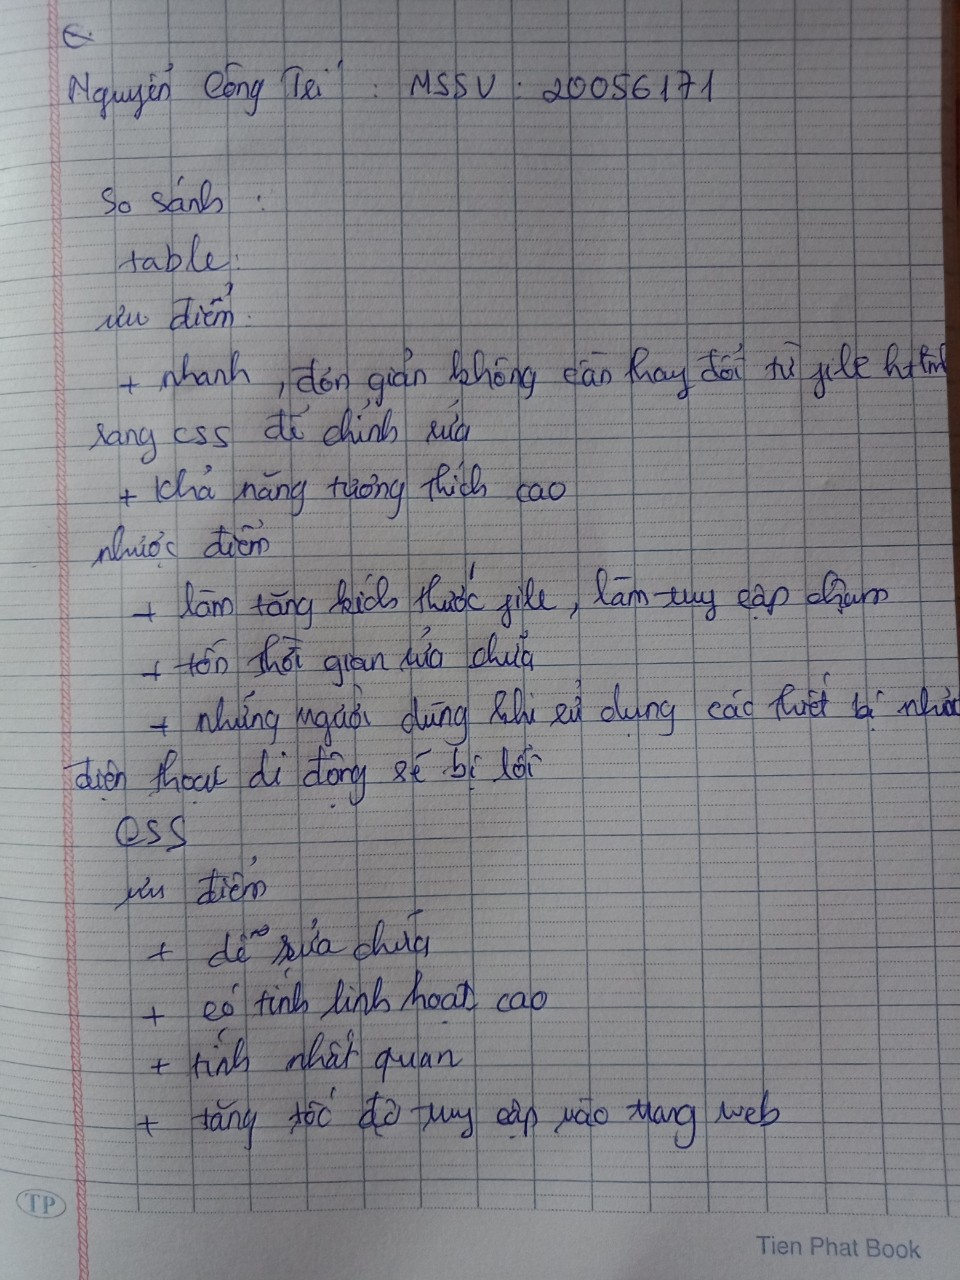 Nguyễn Công Trí : MSSV : 20056171
So sánh :
table:
ưu điểm.
+ nhanh, đơn giản không cần thay đổi từ file html
sang css để chỉnh sửa
+ khả năng tương thích cao
nhược điểm
+ làm tăng kích thước file, làm truy cập chậm
+ tốn thời gian sửa chữa
+ những người dùng khi sử dụng các thiết bị như
điện thoại di động sẽ bị lỗi
CSS
ưu điểm
+ dễ sửa chữa
+ có tính linh hoạt cao
+ tính nhất quan
+ tăng tốc độ truy cập vào trang web
TP
Tien Phat Book